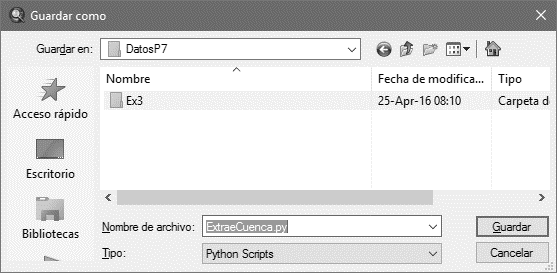 Guardar como
Guardar en: DatosP7
Nombre Fecha de modifica... Tipo
Ex3 25-Apr-16 08:10 Carpeta d
Acceso rápido
Escritorio
Bibliotecas
Nombre de archivo: ExtraeCuenca.py Guardar
Tipo: Python Scripts Cancelar